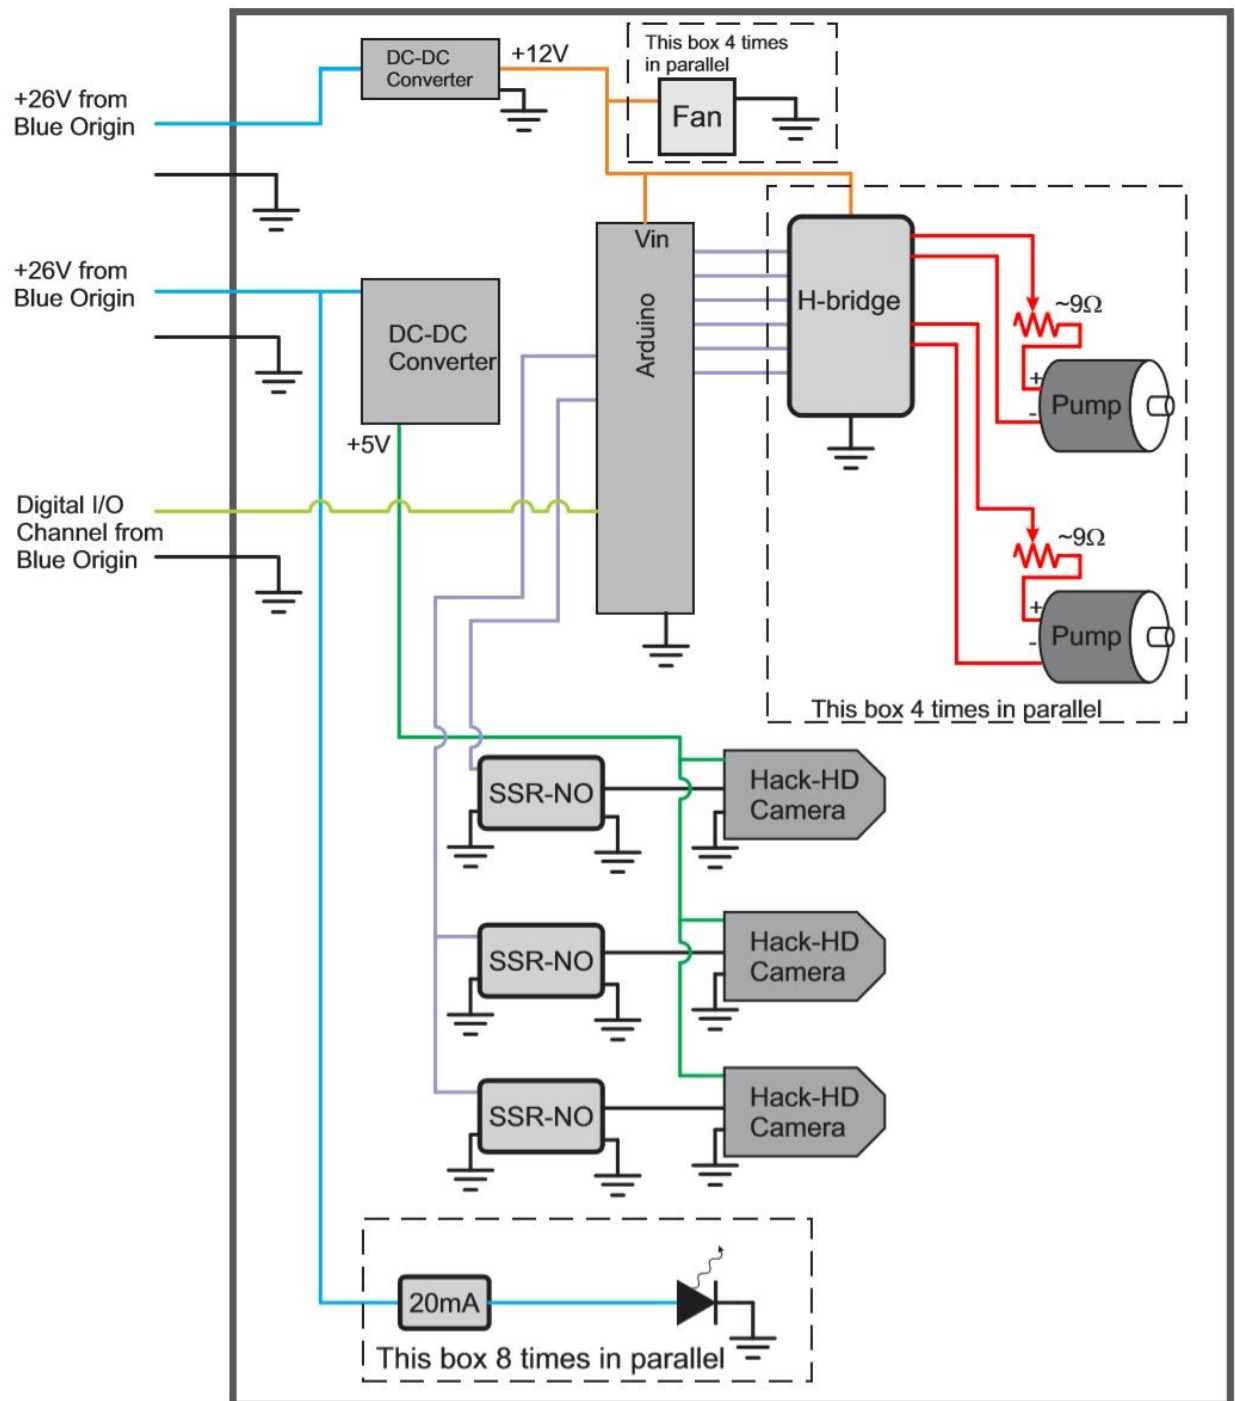 +26V from
Blue Origin
DC-DC
Converter
+12V
This box 4 times
in parallel
Fan
+26V from
Blue Origin
DC-DC
Converter
+5V
Vin
Arduino
H-bridge
~9Ω
+
-
Pump
~9Ω
+
-
Pump
This box 4 times in parallel
Digital I/O
Channel from
Blue Origin
SSR-NO
Hack-HD
Camera
SSR-NO
Hack-HD
Camera
SSR-NO
Hack-HD
Camera
20mA
This box 8 times in parallel